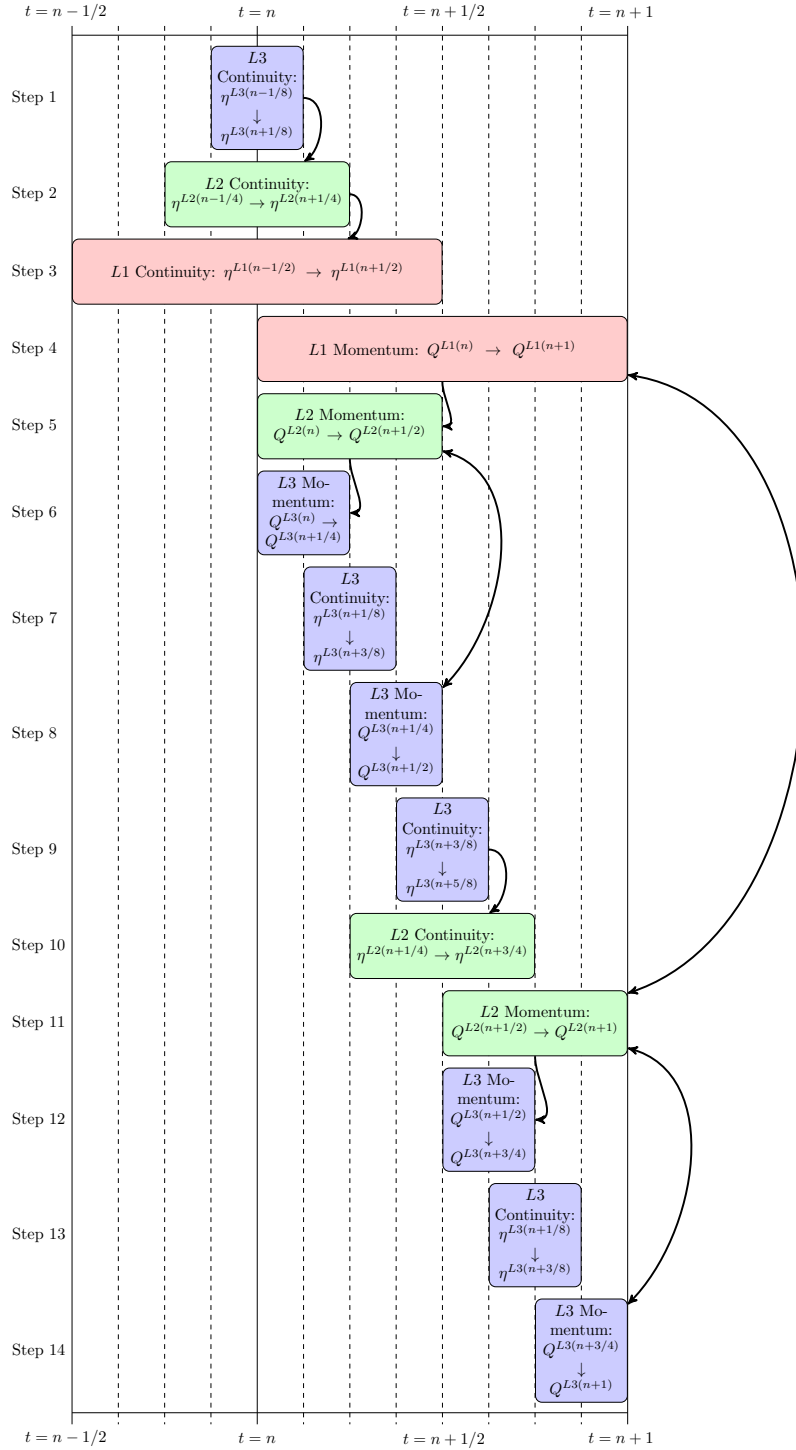 t = n − 1/2
t = n
t = n + 1/2
t = n + 1
Step 1
L3
Continuity:
η^{L3(n−1/8)}
↓
η^{L3(n+1/8)}
Step 2
L2 Continuity:
η^{L2(n−1/4)} → η^{L2(n+1/4)}
Step 3
L1 Continuity: η^{L1(n−1/2)} → η^{L1(n+1/2)}
Step 4
L1 Momentum: Q^{L1(n)} → Q^{L1(n+1)}
Step 5
L2 Momentum:
Q^{L2(n)} → Q^{L2(n+1/2)}
Step 6
L3 Mo-
mentum:
Q^{L3(n)} →
Q^{L3(n+1/4)}
Step 7
L3
Continuity:
η^{L3(n+1/8)}
↓
η^{L3(n+3/8)}
Step 8
L3 Mo-
mentum:
Q^{L3(n+1/4)}
↓
Q^{L3(n+1/2)}
Step 9
L3
Continuity:
η^{L3(n+3/8)}
↓
η^{L3(n+5/8)}
Step 10
L2 Continuity:
η^{L2(n+1/4)} → η^{L2(n+3/4)}
Step 11
L2 Momentum:
Q^{L2(n+1/2)} → Q^{L2(n+1)}
Step 12
L3 Mo-
mentum:
Q^{L3(n+1/2)}
↓
Q^{L3(n+3/4)}
Step 13
L3
Continuity:
η^{L3(n+1/8)}
↓
η^{L3(n+3/8)}
Step 14
L3 Mo-
mentum:
Q^{L3(n+3/4)}
↓
Q^{L3(n+1)}
t = n − 1/2
t = n
t = n + 1/2
t = n + 1